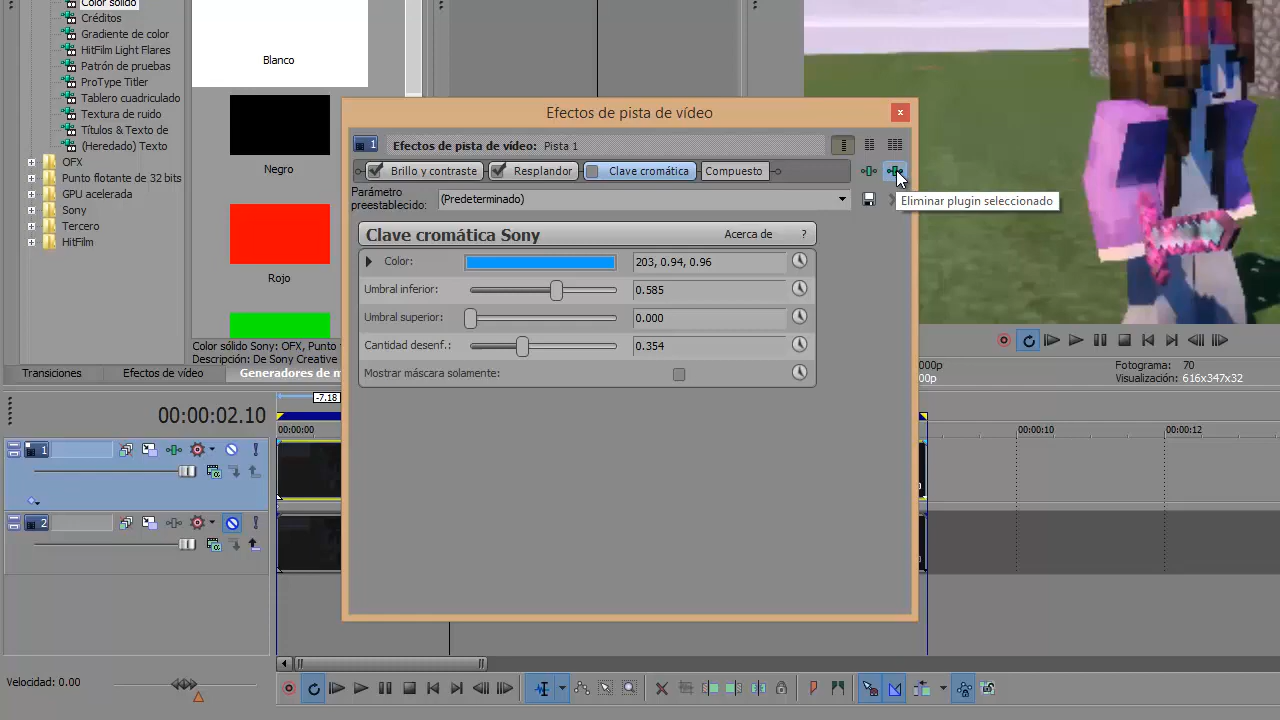 Color sólido
Créditos
Gradiente de color
HitFilm Light Flares
Patrón de pruebas
ProType Titler
Tablero cuadriculado
Textura de ruido
Títulos & Texto de
(Heredado) Texto
OFX
Punto flotante de 32 bits
GPU acelerada
Sony
Tercero
HitFilm
Blanco
Negro
Rojo
Color sólido Sony: OFX, Punto
Descripción: De Sony Creative
Transiciones
Efectos de vídeo
Generadores de m
Efectos de pista de vídeo
x
1
Efectos de pista de vídeo: Pista 1
Brillo y contraste
Resplandor
Clave cromática
Compuesto
Parámetro
preestablecido:
(Predeterminado)
Eliminar plugin seleccionado
Clave cromática Sony
Acerca de
?
Color:
203, 0.94, 0.96
Umbral inferior:
0.585
Umbral superior:
0.000
Cantidad desenf.:
0.354
Mostrar máscara solamente:
000p
00p
Fotograma: 70
Visualización: 616x347x32
-7.18
00:00:02.10
00:00:00
00:00:10
00:00:12
1
2
Velocidad: 0.00